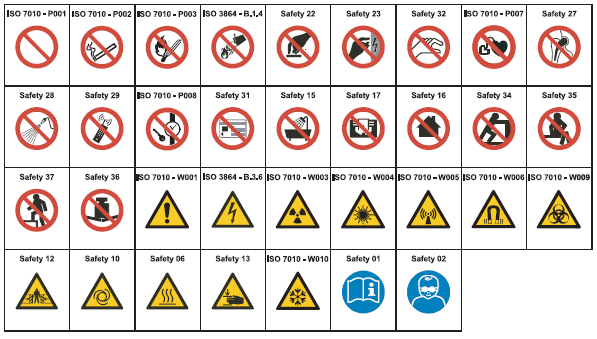 ISO 7010 - P001
ISO 7010 - P002
ISO 7010 - P003
ISO 3864 - B.1.4
Safety 22
Safety 23
Safety 32
ISO 7010 - P007
Safety 27
Safety 28
Safety 29
ISO 7010 - P008
Safety 31
Safety 15
Safety 17
Safety 16
Safety 34
Safety 35
Safety 37
Safety 36
ISO 7010 - W001
ISO 3864 - B.3.6
ISO 7010 - W003
ISO 7010 - W004
ISO 7010 - W005
ISO 7010 - W006
ISO 7010 - W009
Safety 12
Safety 10
Safety 06
Safety 13
ISO 7010 - W010
Safety 01
Safety 02